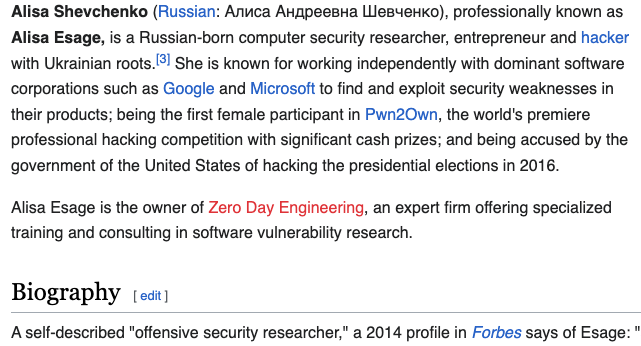 Alisa Shevchenko (Russian: Алиса Андреевна Шевченко), professionally known as
Alisa Esage, is a Russian-born computer security researcher, entrepreneur and hacker
with Ukrainian roots.[3] She is known for working independently with dominant software
corporations such as Google and Microsoft to find and exploit security weaknesses in
their products; being the first female participant in Pwn2Own, the world's premiere
professional hacking competition with significant cash prizes; and being accused by the
government of the United States of hacking the presidential elections in 2016.
Alisa Esage is the owner of Zero Day Engineering, an expert firm offering specialized
training and consulting in software vulnerability research.
Biography [ edit ]
A self-described "offensive security researcher," a 2014 profile in Forbes says of Esage: "